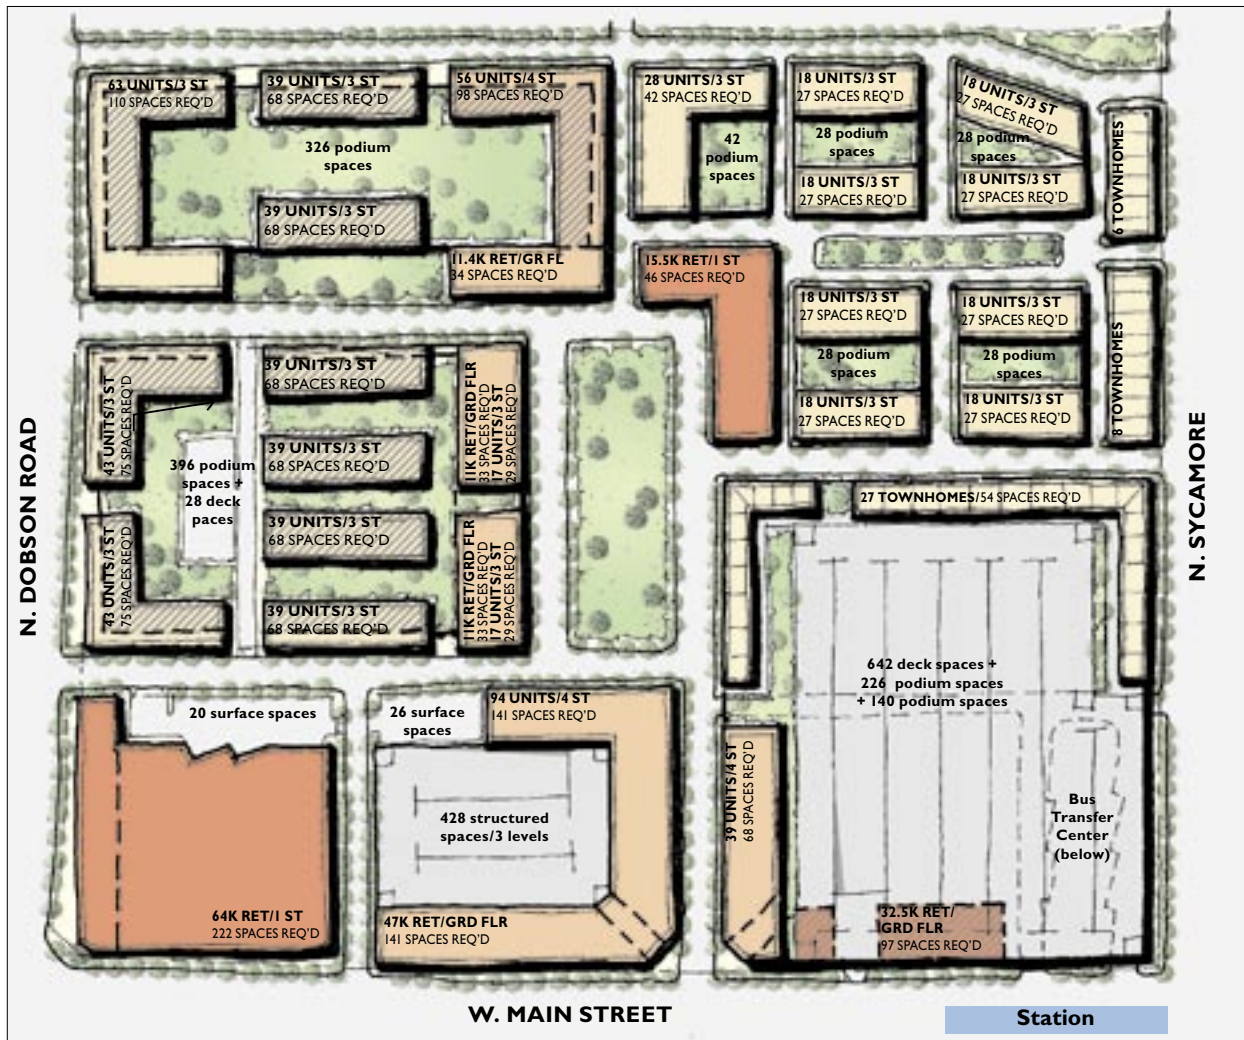 63 UNITS/3 ST
110 SPACES REQ'D
39 UNITS/3 ST
68 SPACES REQ'D
56 UNITS/4 ST
98 SPACES REQ'D
326 podium
spaces
39 UNITS/3 ST
68 SPACES REQ'D
11.4K RET/GR FL
34 SPACES REQ'D
28 UNITS/3 ST
42 SPACES REQ'D
42
podium
spaces
18 UNITS/3 ST
27 SPACES REQ'D
28 podium
spaces
18 UNITS/3 ST
27 SPACES REQ'D
18 UNITS/3 ST
27 SPACES REQ'D
28 podium
spaces
18 UNITS/3 ST
27 SPACES REQ'D
6 TOWNHOMES
15.5K RET/1 ST
46 SPACES REQ'D
18 UNITS/3 ST
27 SPACES REQ'D
28 podium
spaces
18 UNITS/3 ST
27 SPACES REQ'D
18 UNITS/3 ST
27 SPACES REQ'D
28 podium
spaces
18 UNITS/3 ST
27 SPACES REQ'D
8 TOWNHOMES
N. DOBSON ROAD
43 UNITS/3 ST
75 SPACES REQ'D
39 UNITS/3 ST
68 SPACES REQ'D
11K RET/GRD FLR
33 SPACES REQ'D
17 UNITS/3 ST
29 SPACES REQ'D
396 podium
spaces +
28 deck
paces
39 UNITS/3 ST
68 SPACES REQ'D
43 UNITS/3 ST
75 SPACES REQ'D
39 UNITS/3 ST
68 SPACES REQ'D
11K RET/GRD FLR
33 SPACES REQ'D
17 UNITS/3 ST
29 SPACES REQ'D
39 UNITS/3 ST
68 SPACES REQ'D
N. SYCAMORE
27 TOWNHOMES/54 SPACES REQ'D
642 deck spaces +
226 podium spaces
+ 140 podium spaces
20 surface spaces
26 surface
spaces
94 UNITS/4 ST
141 SPACES REQ'D
428 structured
spaces/3 levels
39 UNITS/4 ST
68 SPACES REQ'D
Bus
Transfer
Center
(below)
64K RET/1 ST
222 SPACES REQ'D
47K RET/GRD FLR
141 SPACES REQ'D
32.5K RET/
GRD FLR
97 SPACES REQ'D
W. MAIN STREET
Station